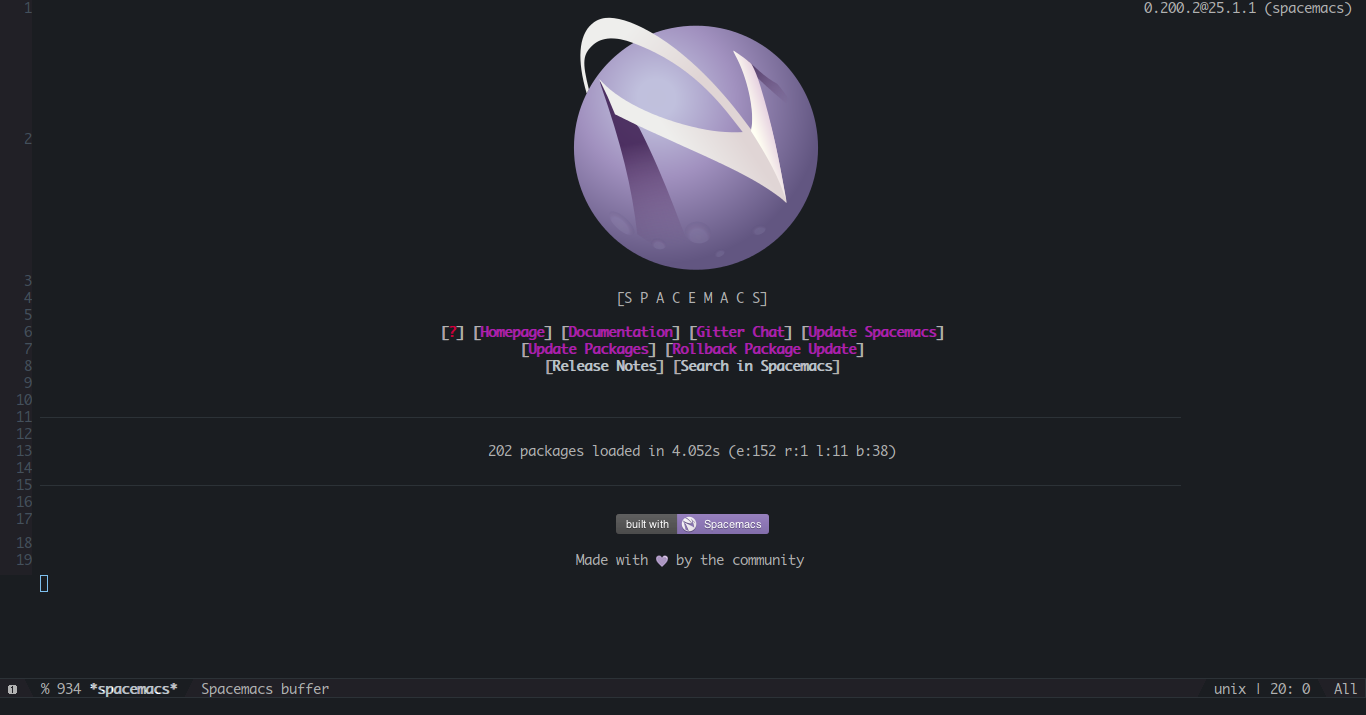 0.200.2@25.1.1 (spacemacs)
1
2
3
4 [S P A C E M A C S]
5
6 [?] [Homepage] [Documentation] [Gitter Chat] [Update Spacemacs]
7 [Update Packages] [Rollback Package Update]
8 [Release Notes] [Search in Spacemacs]
9
10
11
12
13 202 packages loaded in 4.052s (e:152 r:1 l:11 b:38)
14
15
16
17 built with Spacemacs
18
19 Made with by the community
% 934 *spacemacs* Spacemacs buffer unix | 20: 0 All